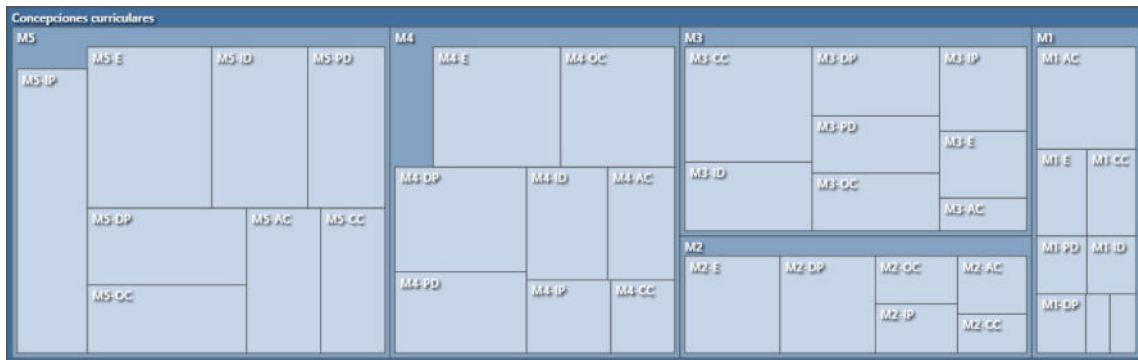 Concepciones curriculares
M5
M5-IP
M5-E
M5-ID
M5-PD
M5-DP
M5-AC
M5-CC
M5-OC
M4
M4-E
M4-OC
M4-DP
M4-ID
M4-AC
M4-PD
M4-IP
M4-CC
M3
M3-CC
M3-DP
M3-IP
M3-PD
M3-E
M3-ID
M3-OC
M3-AC
M2
M2-E
M2-DP
M2-OC
M2-AC
M2-IP
M2-CC
M1
M1-AC
M1-E
M1-CC
M1-PD
M1-ID
M1-DP